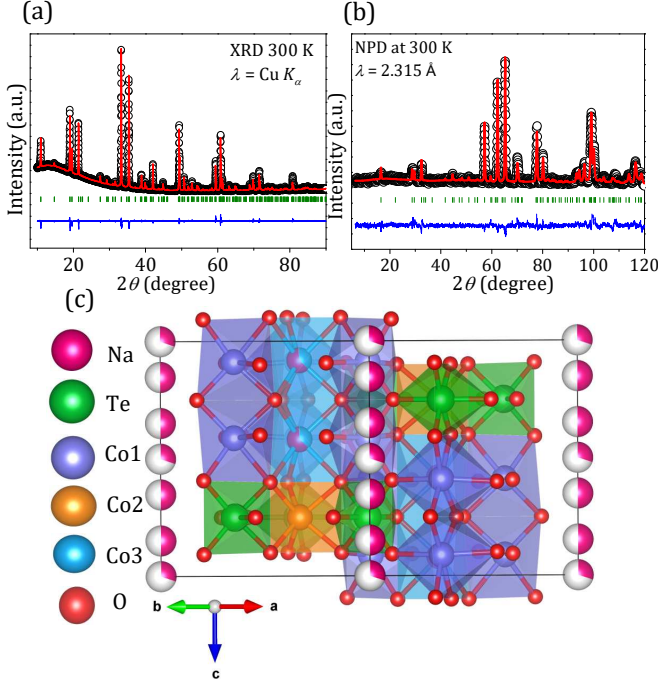 (a)
XRD 300 K
λ = Cu Kα
Intensity (a.u.)
20 40 60 80
2θ (degree)
(b)
NPD at 300 K
λ = 2.315 Å
Intensity (a.u.)
20 40 60 80 100 120
2θ (degree)
(c)
Na
Te
Co1
Co2
Co3
O
b a
c